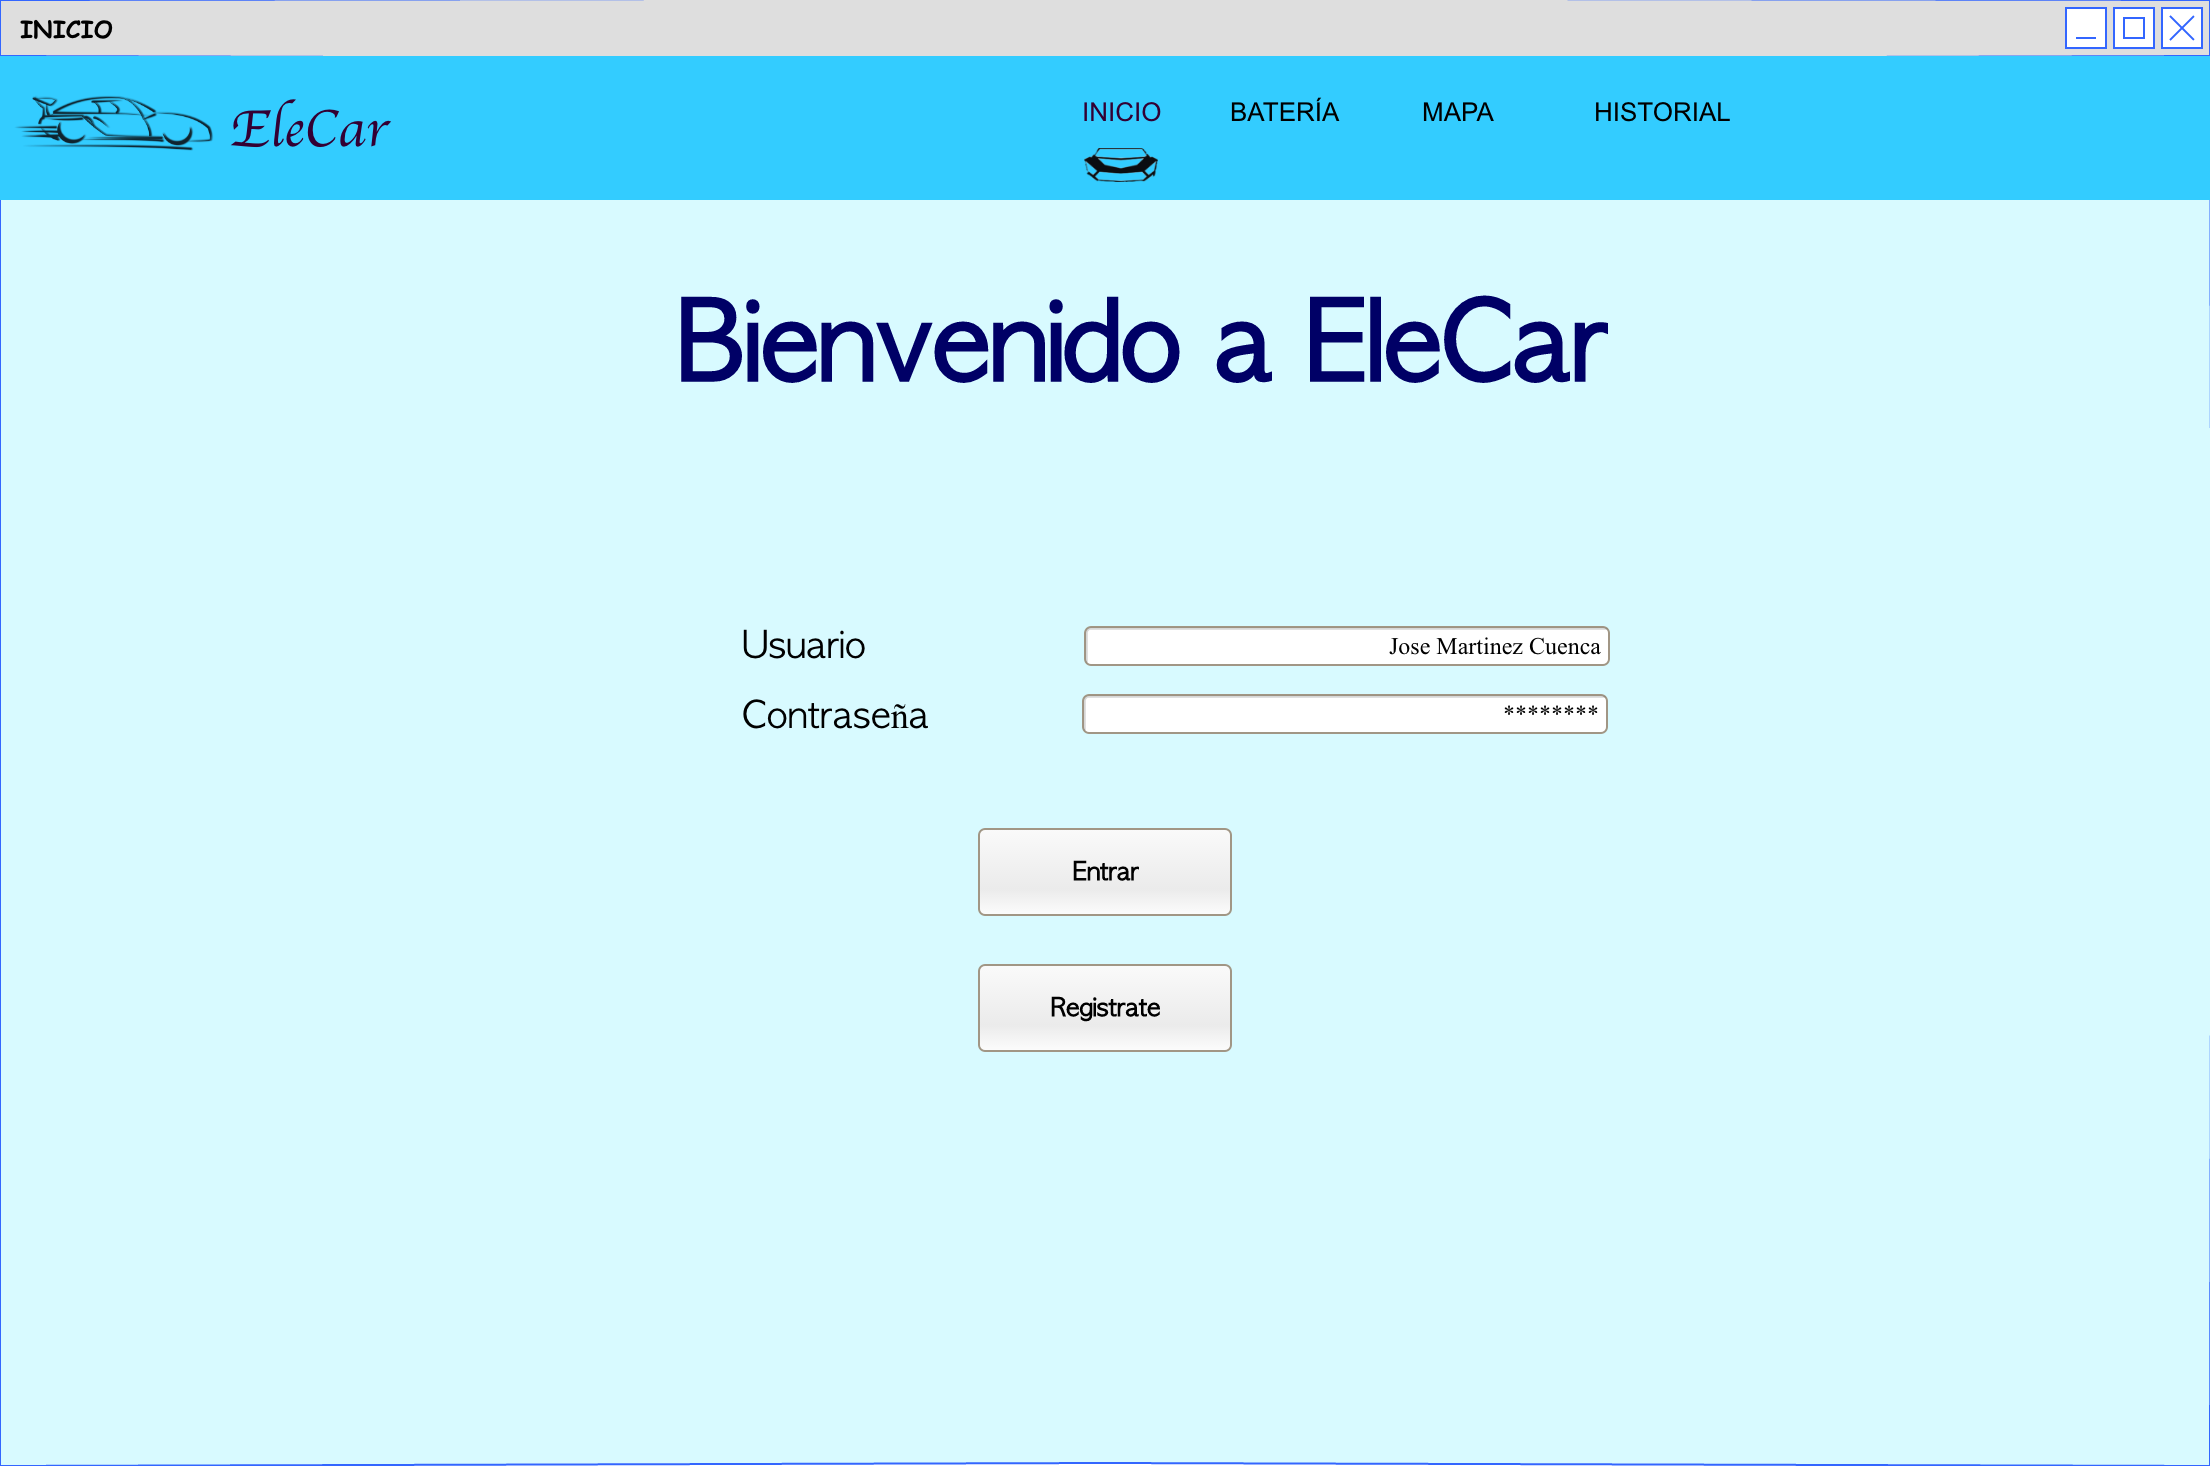 INICIO
EleCar
INICIO BATERÍA MAPA HISTORIAL
Bienvenido a EleCar
Usuario Jose Martinez Cuenca
Contraseña ********
Entrar
Registrate